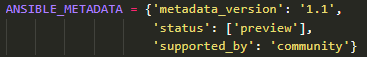 ANSIBLE_METADATA = {'metadata_version': '1.1',
                    'status': ['preview'],
                    'supported_by': 'community'}